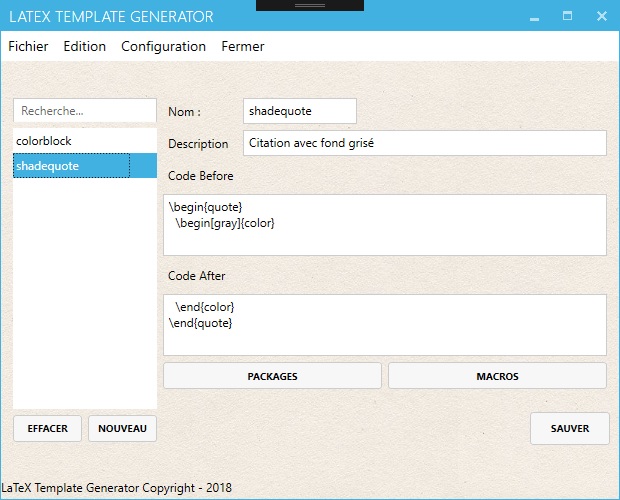 LATEX TEMPLATE GENERATOR
Fichier Edition Configuration Fermer
Recherche...
colorblock
shadequote
Nom : shadequote
Description Citation avec fond grisé
Code Before
\begin{quote}
\begin[gray]{color}
Code After
\end{color}
\end{quote}
PACKAGES MACROS
EFFACER NOUVEAU SAUVER
LaTeX Template Generator Copyright - 2018